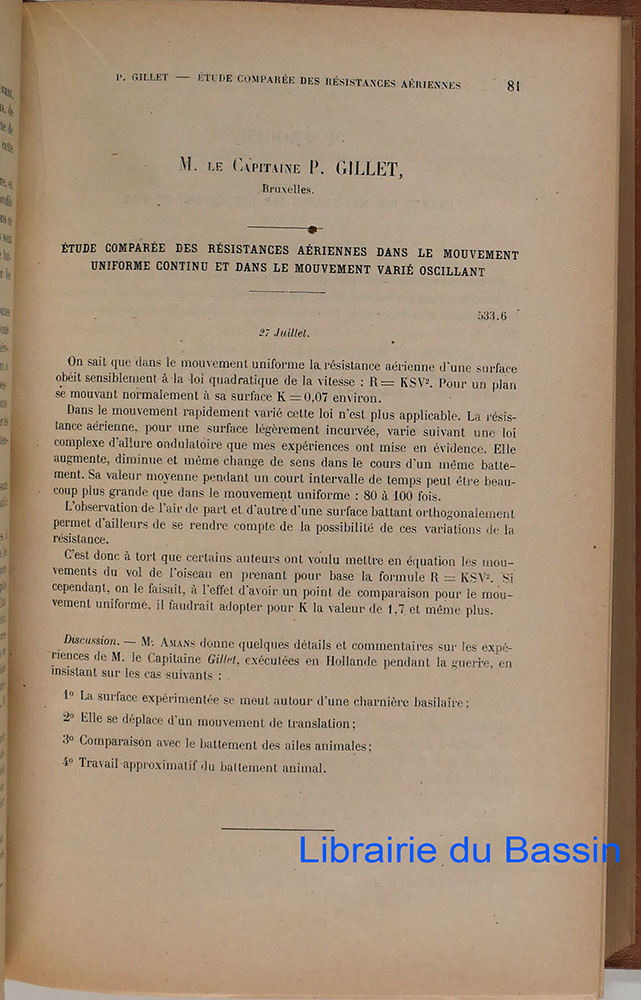 P. GILLET — ÉTUDE COMPARÉE DES RÉSISTANCES AÉRIENNES 81
M. LE CAPITAINE P. GILLET,
Bruxelles.
ÉTUDE COMPARÉE DES RÉSISTANCES AÉRIENNES DANS LE MOUVEMENT
UNIFORME CONTINU ET DANS LE MOUVEMENT VARIÉ OSCILLANT
533.6
27 Juillet.
On sait que dans le mouvement uniforme la résistance aérienne d'une surface
obéit sensiblement à la loi quadratique de la vitesse : R = KSV². Pour un plan
se mouvant normalement à sa surface K = 0,07 environ.
Dans le mouvement rapidement varié cette loi n'est plus applicable. La résis-
tance aérienne, pour une surface légèrement incurvée, varie suivant une loi
complexe d'allure ondulatoire que mes expériences ont mise en évidence. Elle
augmente, diminue et même change de sens dans le cours d'un même batte-
ment. Sa valeur moyenne pendant un court intervalle de temps peut être beau-
coup plus grande que dans le mouvement uniforme : 80 à 100 fois.
L'observation de l'air de part et d'autre d'une surface battant orthogonalement
permet d'ailleurs de se rendre compte de la possibilité de ces variations de la
résistance.
C'est donc à tort que certains auteurs ont voulu mettre en équation les mou-
vements du vol de l'oiseau en prenant pour base la formule R = KSV². Si
cependant, on le faisait, à l'effet d'avoir un point de comparaison pour le mou-
vement uniforme, il faudrait adopter pour K la valeur de 1,7 et même plus.
Discussion. — M. AMANS donne quelques détails et commentaires sur les expé-
riences de M. le Capitaine Gillet, exécutées en Hollande pendant la guerre, en
insistant sur les cas suivants :
1° La surface expérimentée se meut autour d'une charnière basilaire;
2° Elle se déplace d'un mouvement de translation;
3° Comparaison avec le battement des ailes animales;
4° Travail approximatif du battement animal.
Librairie du Bassin